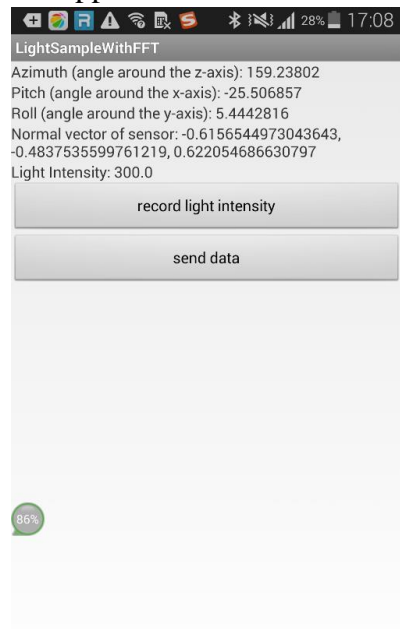 28% 17:08
LightSampleWithFFT
Azimuth (angle around the z-axis): 159.23802
Pitch (angle around the x-axis): -25.506857
Roll (angle around the y-axis): 5.4442816
Normal vector of sensor: -0.6156544973043643,
-0.4837535599761219, 0.622054686630797
Light Intensity: 300.0
record light intensity
send data
86%